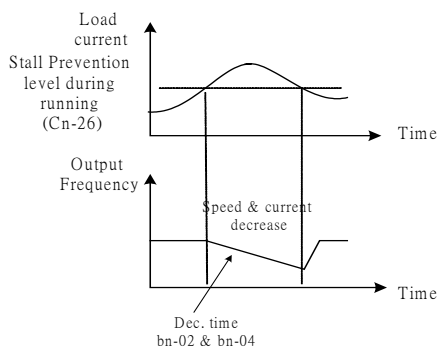 Load
current
Stall Prevention
level during
running
(Cn-26)
Time
Output
Frequency
Speed & current
decrease
Time
Dec. time
bn-02 & bn-04